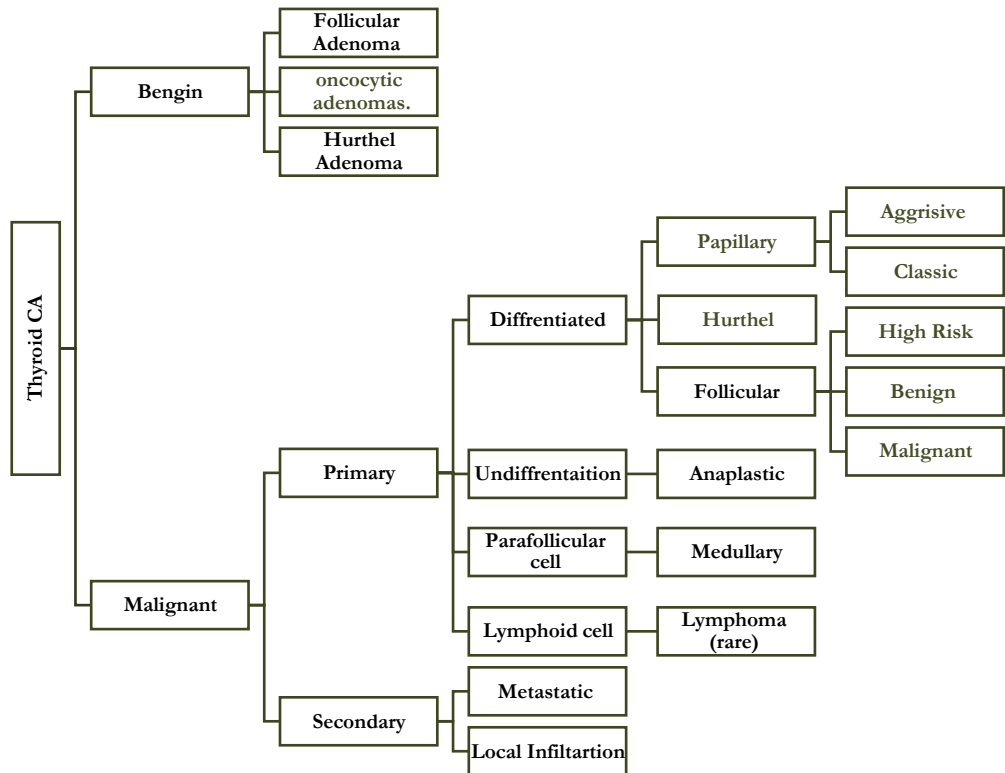 Thyroid CA
Bengin
Follicular
Adenoma
oncocytic
adenomas.
Hurthel
Adenoma
Malignant
Primary
Diffrentiated
Papillary
Aggrisive
Classic
Hurthel
Follicular
High Risk
Benign
Malignant
Undiffrentaition
Anaplastic
Parafollicular
cell
Medullary
Lymphoid cell
Lymphoma
(rare)
Secondary
Metastatic
Local Infiltartion